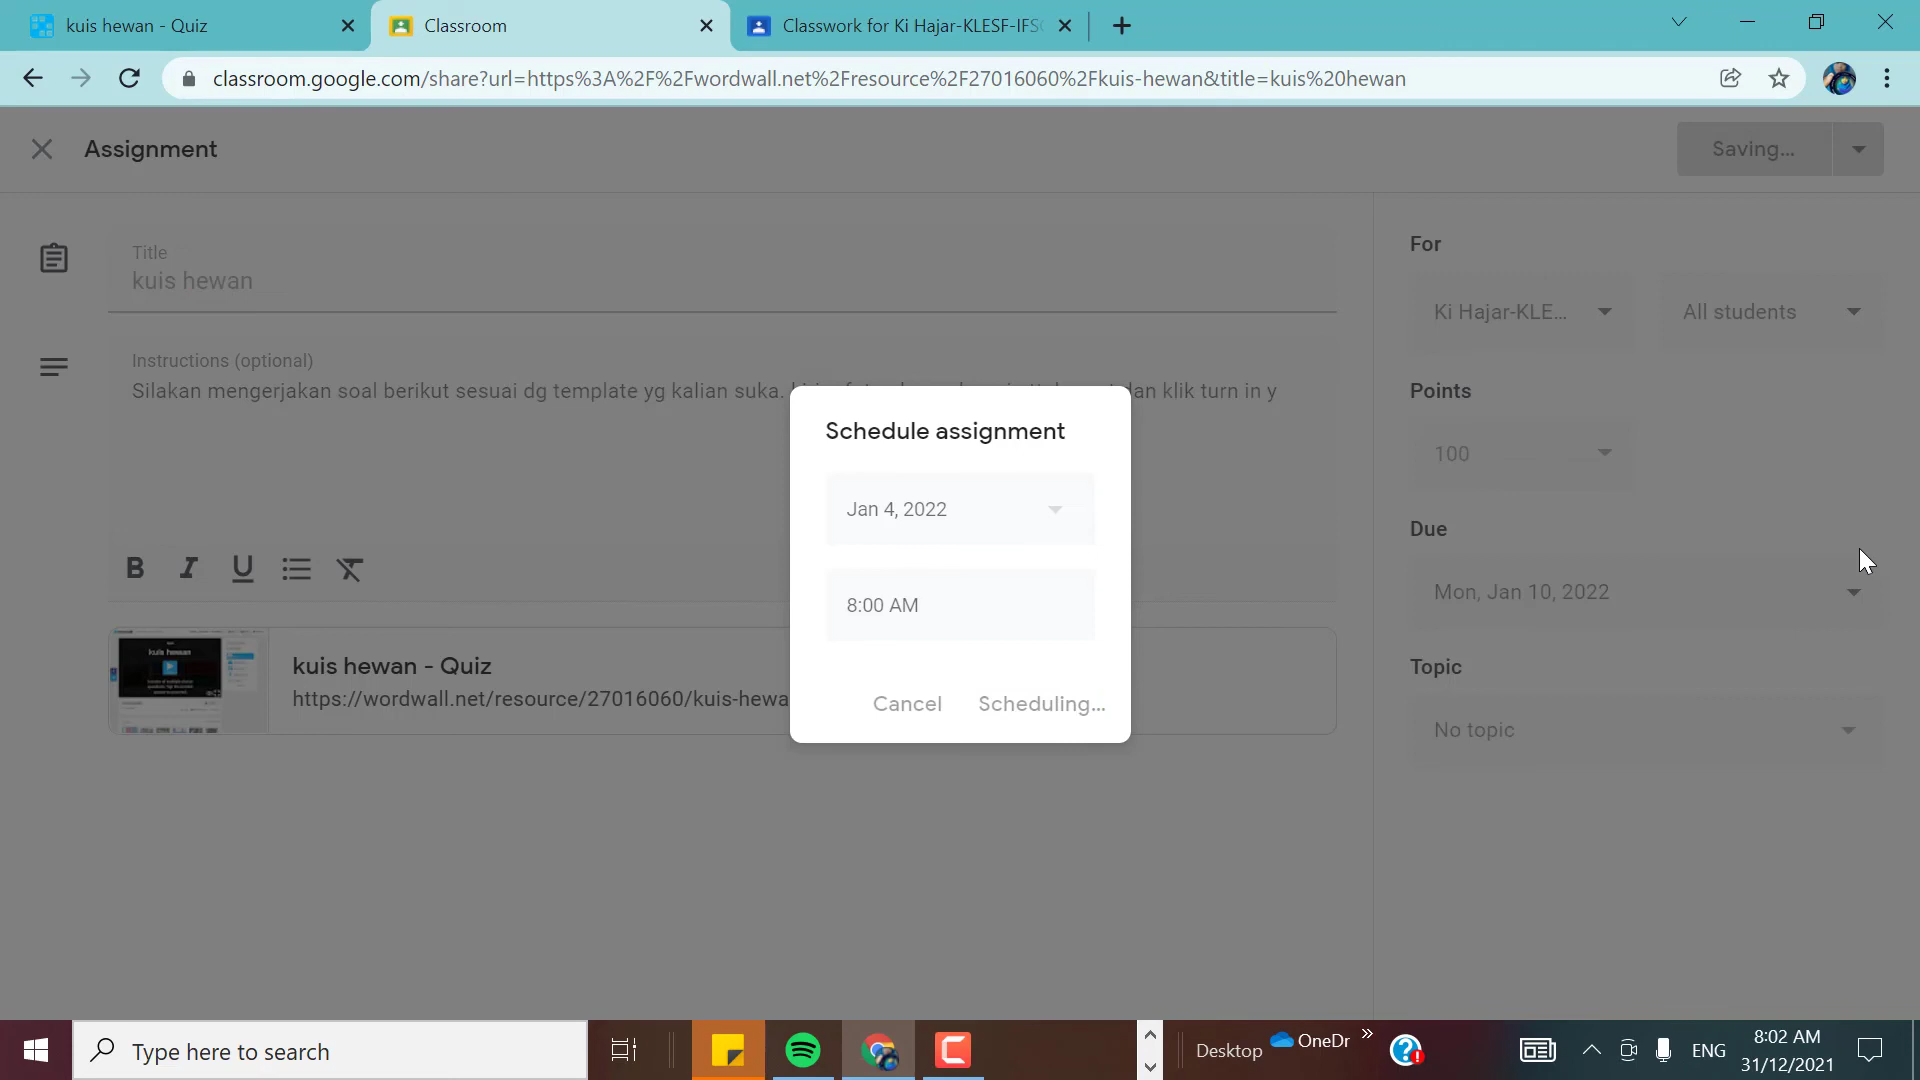 kuis hewan - Quiz
Classroom
Classwork for Ki Hajar-KLESF-IFS
classroom.google.com/share?url=https%3A%2F%2Fwordwall.net%2Fresource%2F27016060%2Fkuis-hewan&title=kuis%20hewan
Assignment
Saving...
Title
kuis hewan
Instructions (optional)
Silakan mengerjakan soal berikut sesuai dg template yg kalian suka. dan klik turn in y
For
Ki Hajar-KLE...
All students
Points
100
Due
Mon, Jan 10, 2022
Topic
No topic
Schedule assignment
Jan 4, 2022
8:00 AM
Cancel
Scheduling...
kuis hewan
kuis hewan - Quiz
https://wordwall.net/resource/27016060/kuis-hewa
Type here to search
Desktop
OneDr
ENG
8:02 AM
31/12/2021